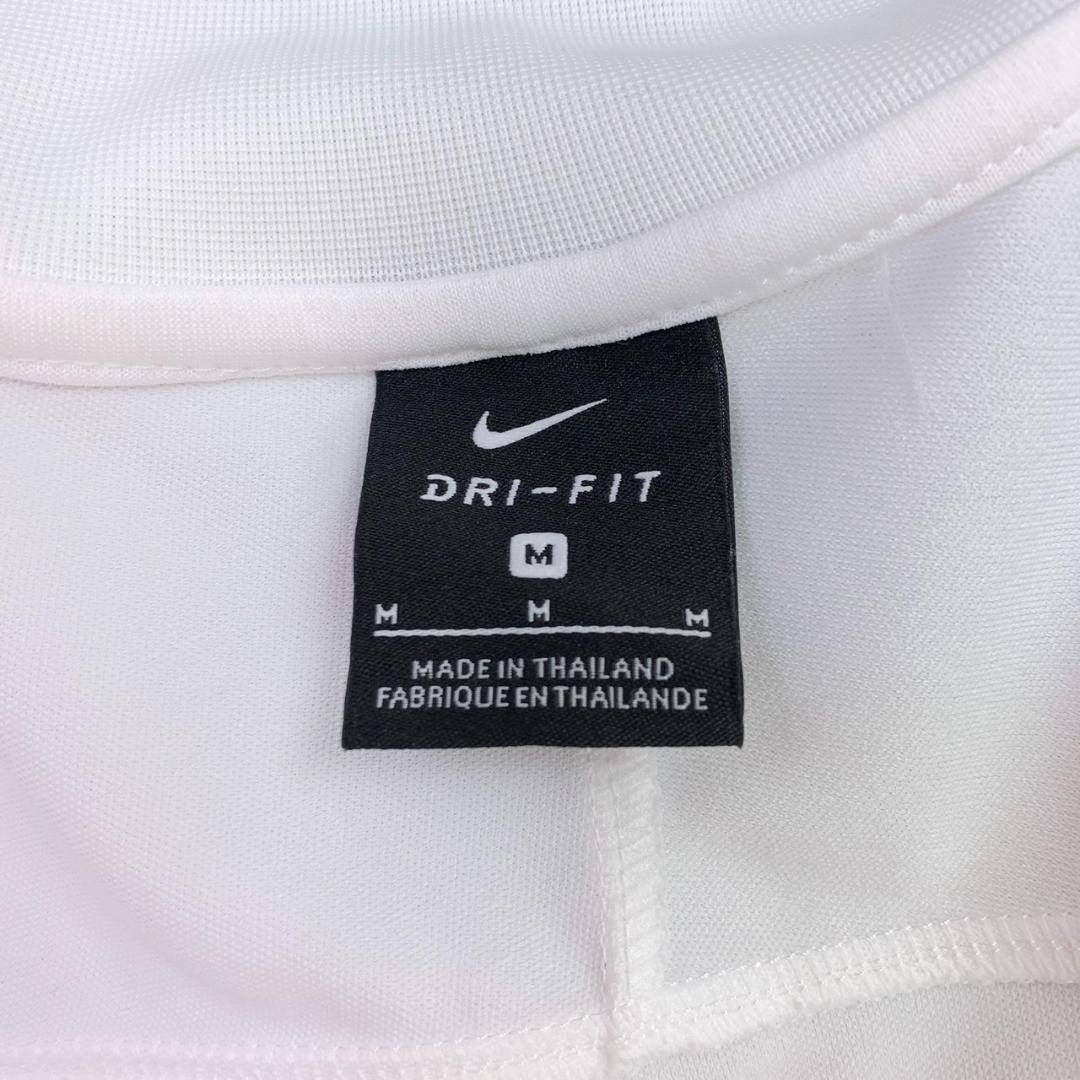 DRI-FIT
M
M M M
MADE IN THAILAND
FABRIQUE EN THAILANDE